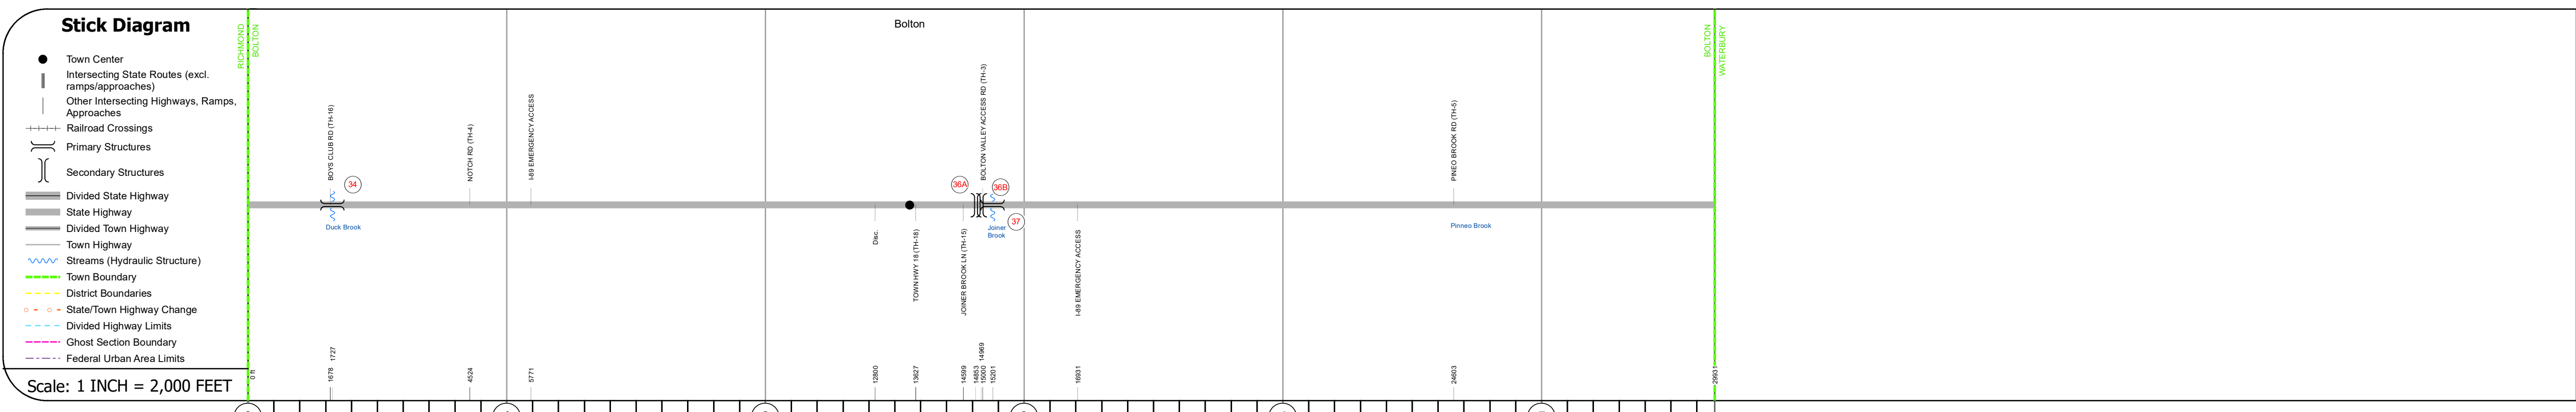 Stick Diagram
Town Center
Intersecting State Routes (excl.
ramps/approaches)
Other Intersecting Highways, Ramps,
Approaches
Railroad Crossings
Primary Structures
Secondary Structures
Divided State Highway
State Highway
Divided Town Highway
Town Highway
Streams (Hydraulic Structure)
Town Boundary
District Boundaries
State/Town Highway Change
Divided Highway Limits
Ghost Section Boundary
Federal Urban Area Limits
Scale: 1 INCH = 2,000 FEET
RICHMOND
BOLTON
Bolton
BOLTON
WATERBURY
BOYS CLUB RD (TH-16)
34
Duck Brook
NOTCH RD (TH-4)
I-89 EMERGENCY ACCESS
Disc.
TOWN HWY 18 (TH-18)
36A
JOINER BROOK LN (TH-15)
BOLTON VALLEY ACCESS RD (TH-3)
36B
37
Joiner
Brook
I-89 EMERGENCY ACCESS
PINEO BROOK RD (TH-5)
Pinneo Brook
0 ft
1678
1727
4524
5771
12800
13627
14599
14853
15000
14969
15201
16931
24603
29931